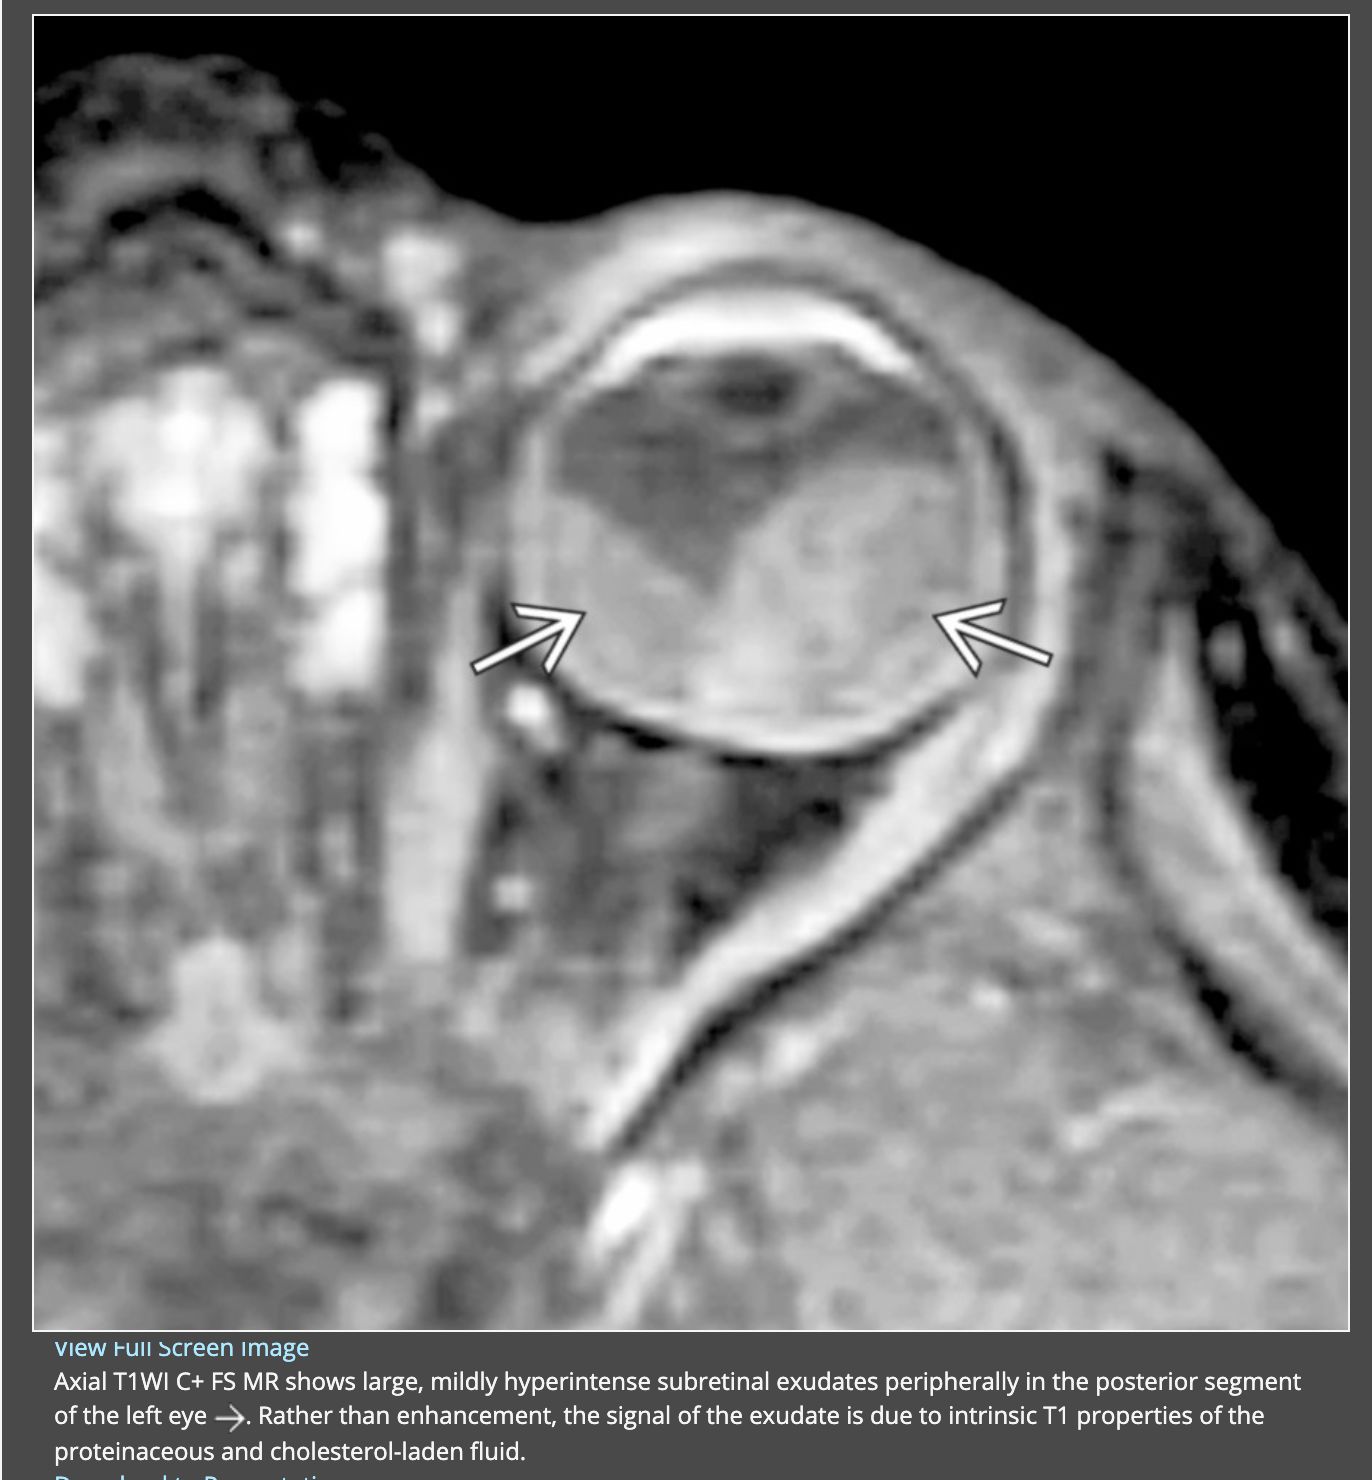 View Full Screen Image
Axial T1WI C+ FS MR shows large, mildly hyperintense subretinal exudates peripherally in the posterior segment
of the left eye →. Rather than enhancement, the signal of the exudate is due to intrinsic T1 properties of the
proteinaceous and cholesterol-laden fluid.